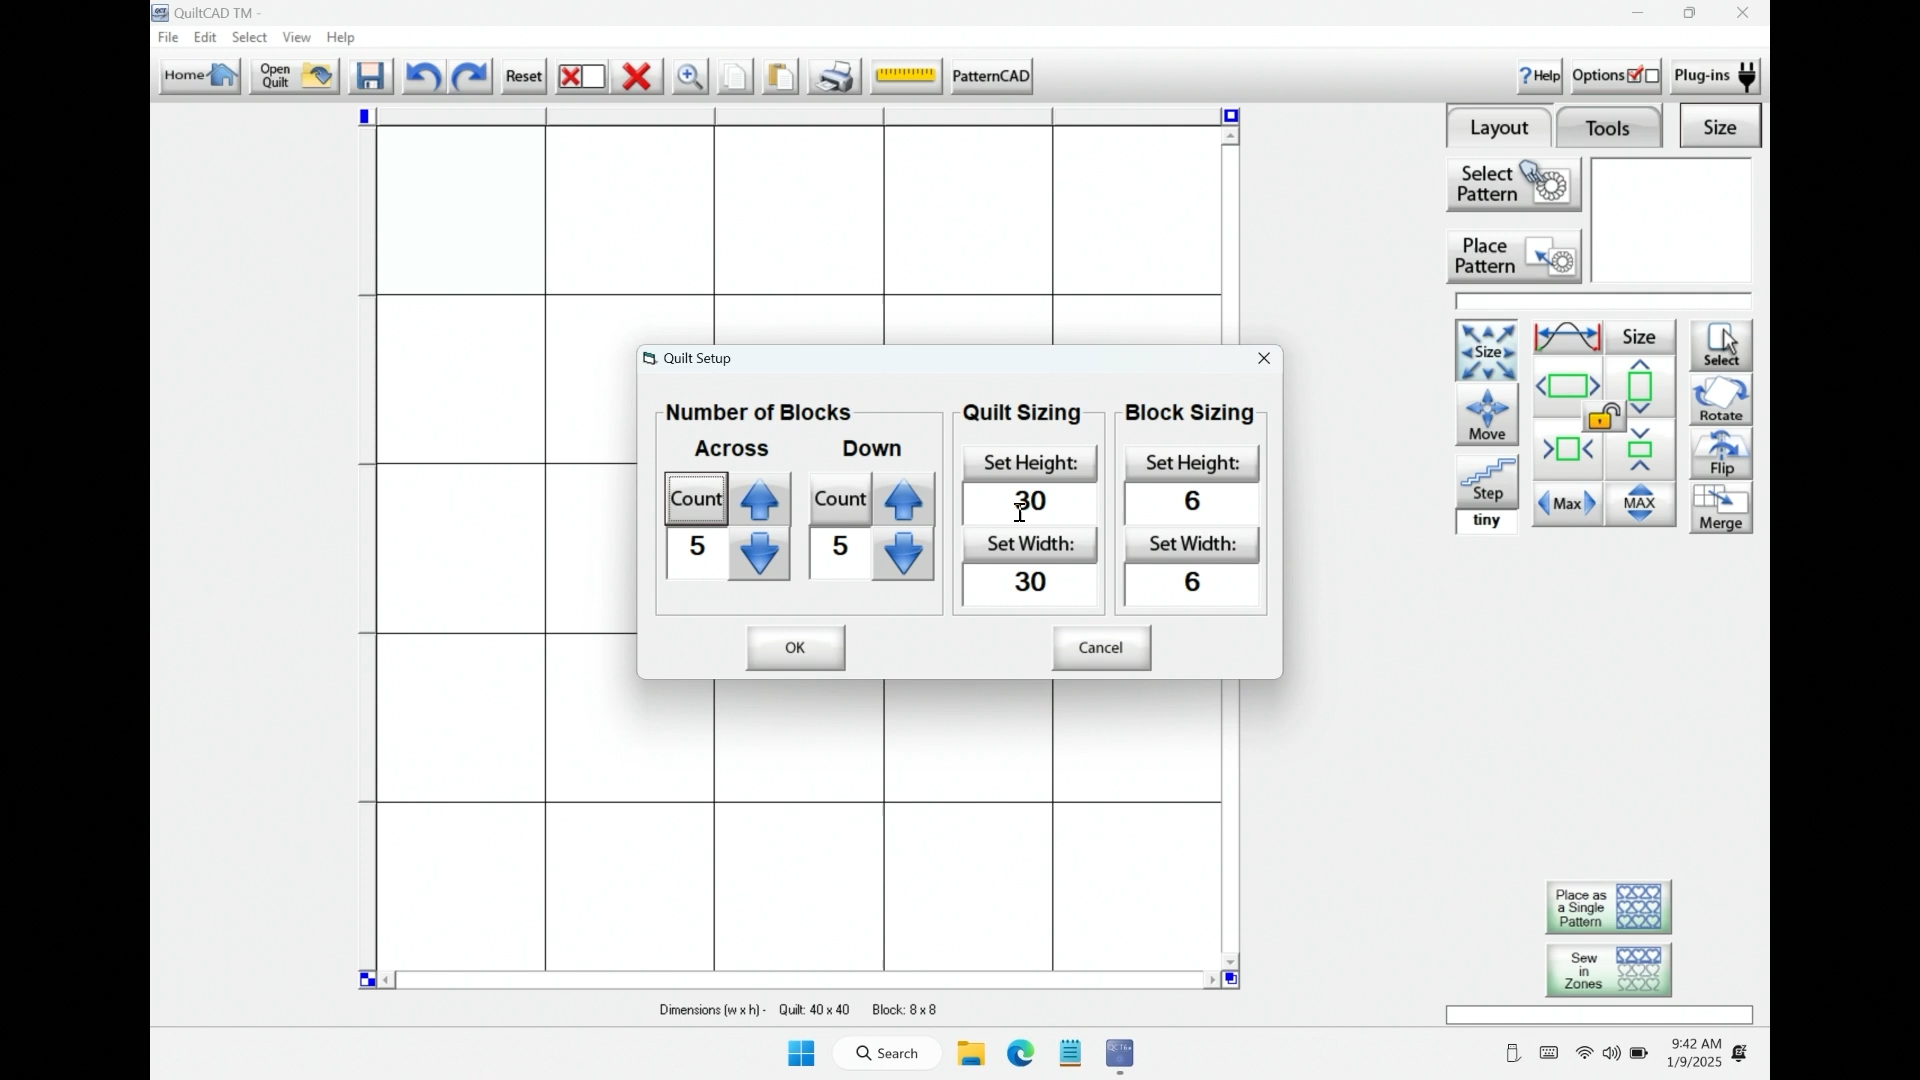 QuiltCAD TM -
File Edit Select View Help
Home Open Quilt Reset PatternCAD ?Help Options Plug-ins
Layout Tools Size
Select Pattern
Place Pattern
Size Size Select
Move Rotate
Flip
Step Max MAX Merge
tiny
Quilt Setup
Number of Blocks Quilt Sizing Block Sizing
Across Down
Set Height: Set Height:
Count Count 30 6
Set Width: Set Width:
5 5 30 6
OK Cancel
Place as a Single Pattern
Sew in Zones
Dimensions (w x h) - Quilt: 40 x 40 Block: 8 x 8
Search
9:42 AM
1/9/2025